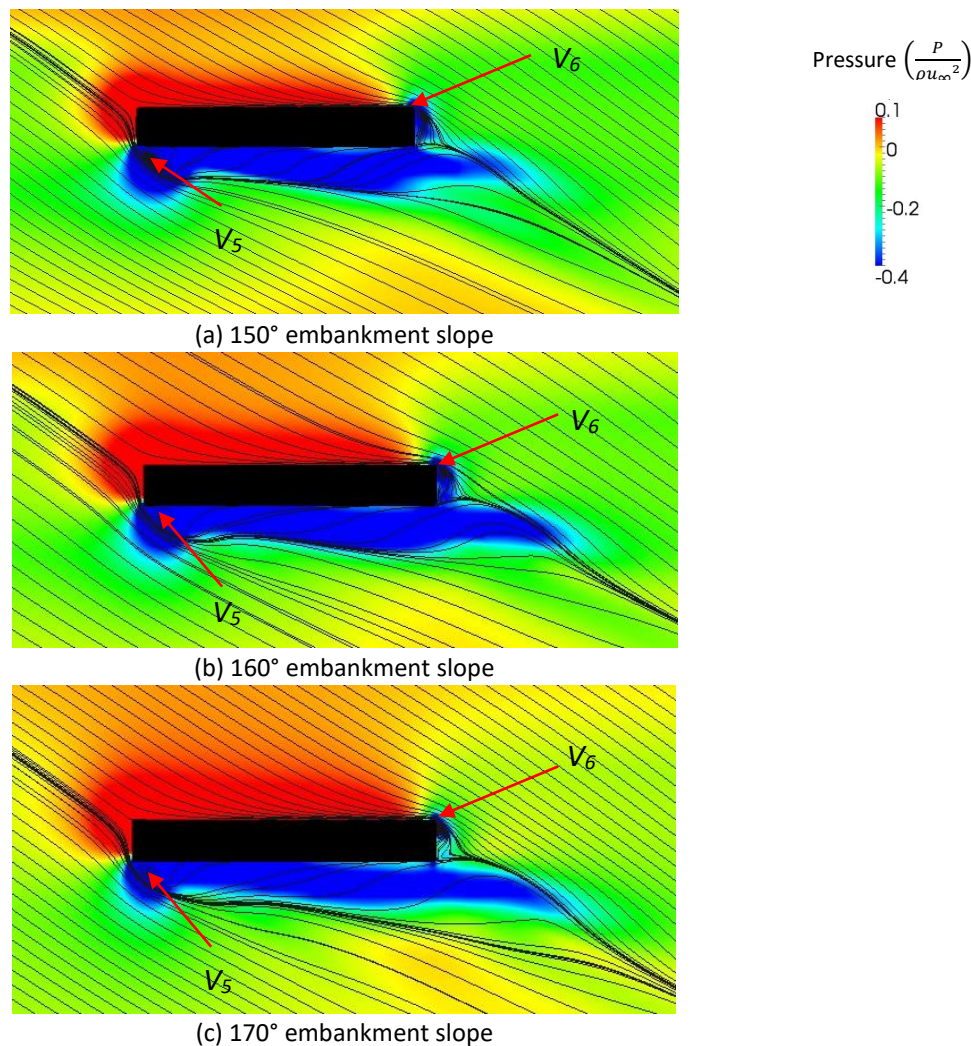 V6
Pressure (P / ρu∞²)
0.1
0
-0.2
-0.4
V5
(a) 150° embankment slope
V6
V5
(b) 160° embankment slope
V6
V5
(c) 170° embankment slope